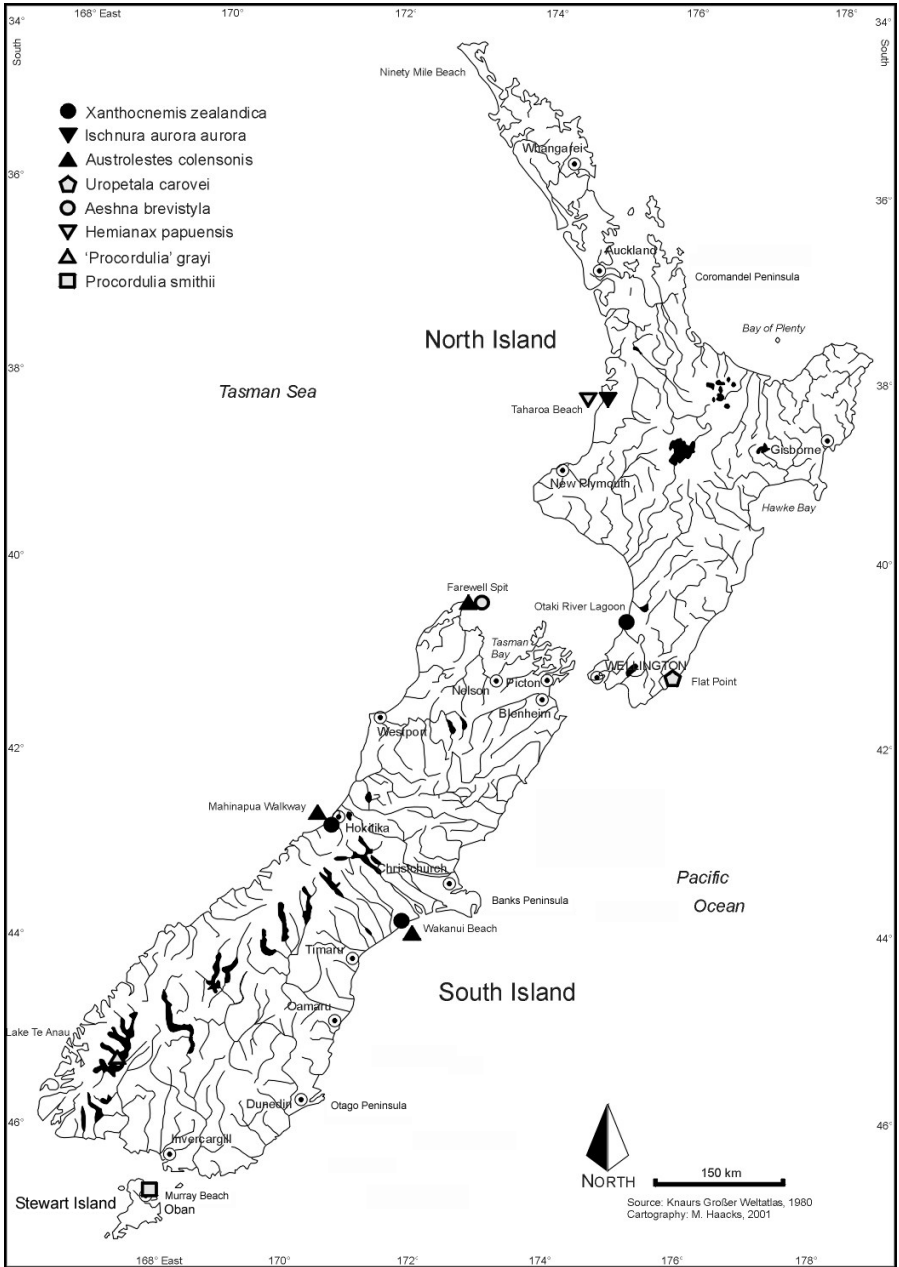 168° East
170°
172°
174°
176°
178°
34°
South
34°
South
Ninety Mile Beach
Xanthocnemis zealandica
Ischnura aurora aurora
Austrolestes colensonis
Uropetala carovei
Aeshna brevistyla
Hemianax papuensis
'Procordulia' grayi
Procordulia smithii
Whangarei
36°
36°
Auckland
Coromandel Peninsula
North Island
Bay of Plenty
38°
38°
Tasman Sea
Taharoa Beach
Gisborne
New Plymouth
Hawke Bay
40°
40°
Farewell Spit
Otaki River Lagoon
Tasman
Bay
WELLINGTON
Flat Point
Nelson
Picton
Blenheim
Westport
42°
42°
Mahinapua Walkway
Hokitika
Christchurch
Pacific
Ocean
Banks Peninsula
Wakanui Beach
44°
44°
Timaru
South Island
Oamaru
Lake Te Anau
Dunedin
Otago Peninsula
46°
46°
Invercargill
NORTH
150 km
Stewart Island
Murray Beach
Oban
Source: Knaurs Großer Weltatlas, 1980
Cartography: M. Haacks, 2001
168° East
170°
172°
174°
176°
178°